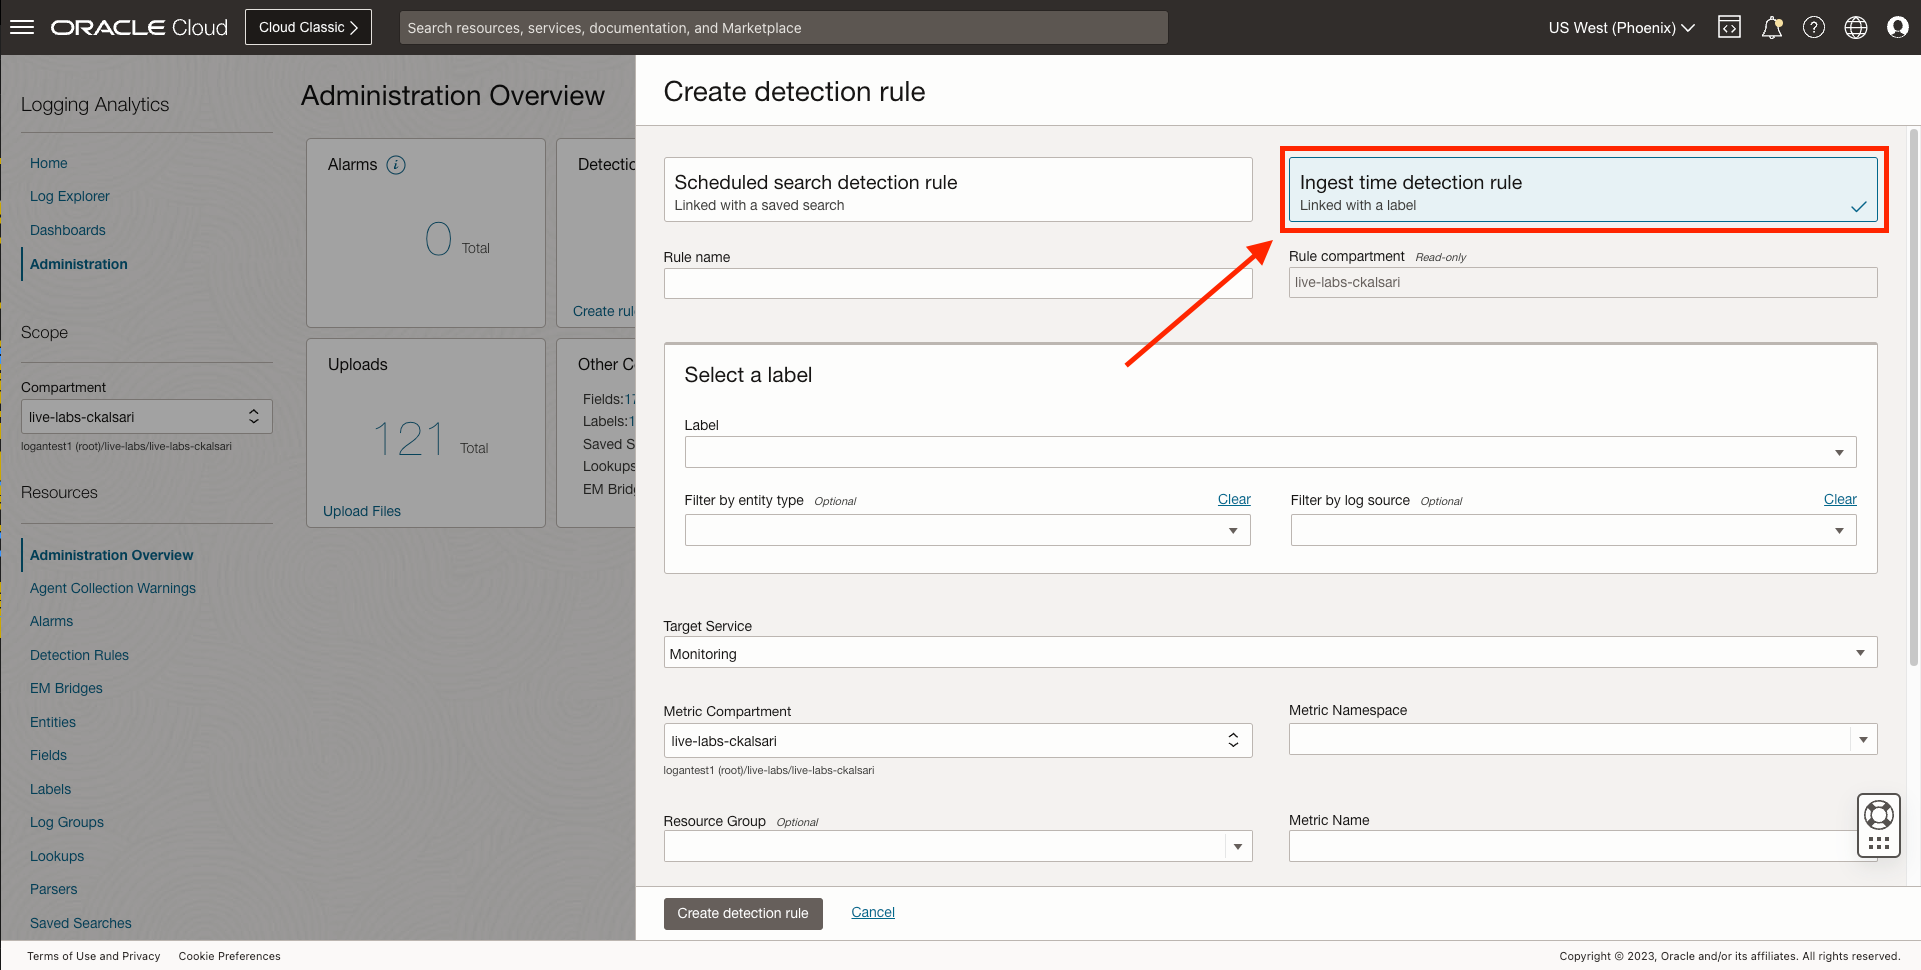 ORACLE Cloud
Cloud Classic
Search resources, services, documentation, and Marketplace
US West (Phoenix)
Logging Analytics
Home
Log Explorer
Dashboards
Administration
Scope
Compartment
live-labs-ckalsari
logantest1 (root)/live-labs/live-labs-ckalsari
Resources
Administration Overview
Agent Collection Warnings
Alarms
Detection Rules
EM Bridges
Entities
Fields
Labels
Log Groups
Lookups
Parsers
Saved Searches
Administration Overview
Alarms
0 Total
Detectio
Create rul
Uploads
121 Total
Upload Files
Other C
Fields:17
Labels:1
Saved S
Lookups
EM Bridg
Create detection rule
Scheduled search detection rule
Linked with a saved search
Ingest time detection rule
Linked with a label
Rule name
Rule compartment Read-only
live-labs-ckalsari
Select a label
Label
Filter by entity type Optional Clear
Filter by log source Optional Clear
Target Service
Monitoring
Metric Compartment
live-labs-ckalsari
logantest1 (root)/live-labs/live-labs-ckalsari
Metric Namespace
Resource Group Optional
Metric Name
Create detection rule
Cancel
Terms of Use and Privacy Cookie Preferences
Copyright © 2023, Oracle and/or its affiliates. All rights reserved.